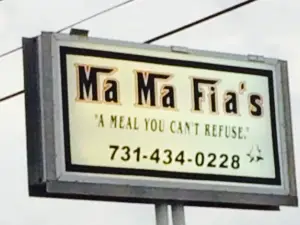 Ma Ma Fia's
"A MEAL YOU CAN'T REFUSE."
731-434-0228